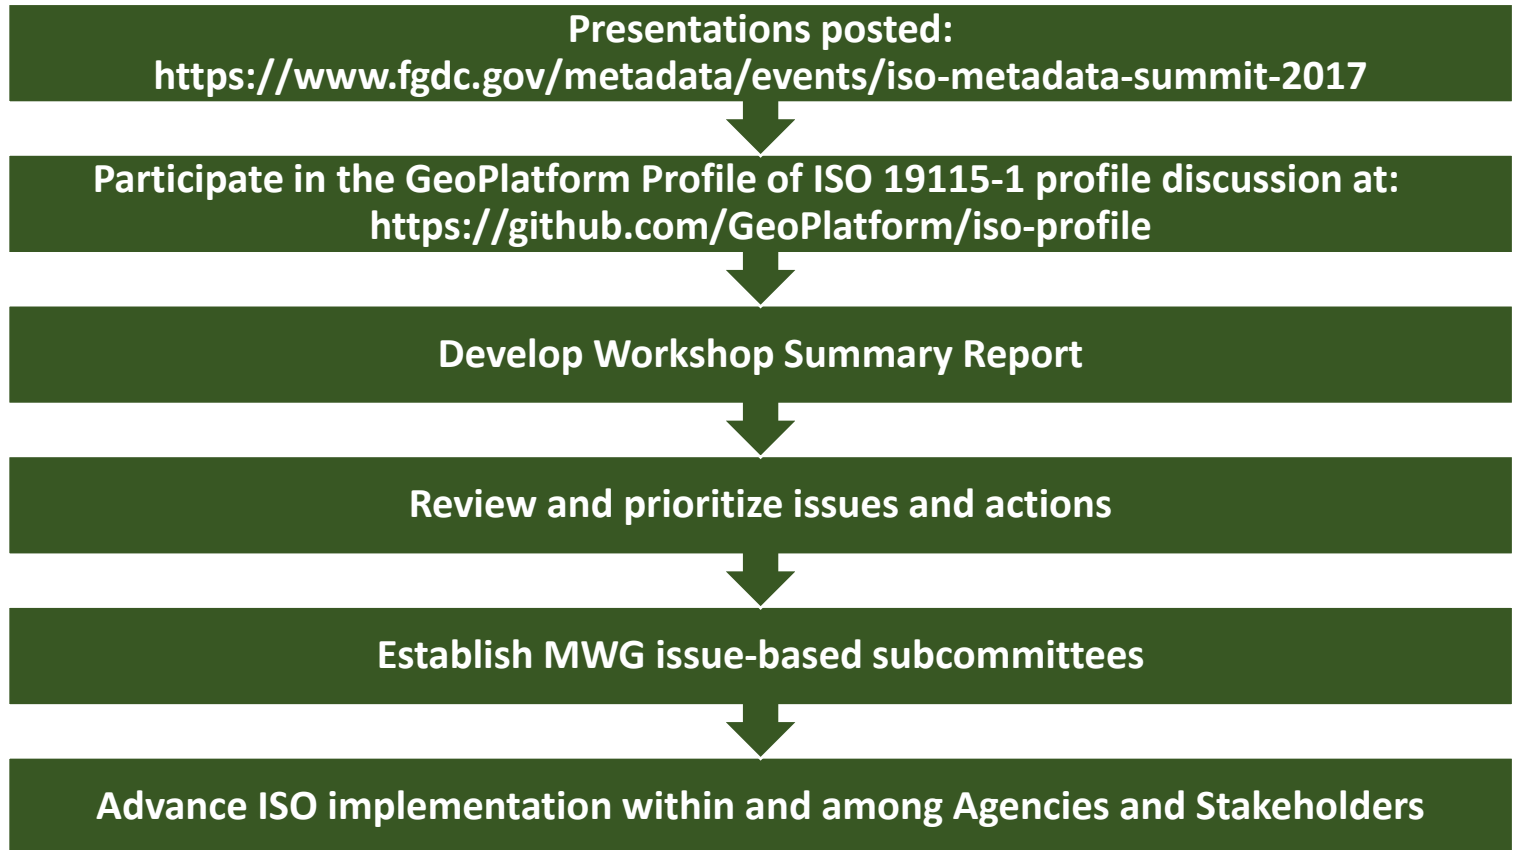 Presentations posted:
https://www.fgdc.gov/metadata/events/iso-metadata-summit-2017
Participate in the GeoPlatform Profile of ISO 19115-1 profile discussion at:
https://github.com/GeoPlatform/iso-profile
Develop Workshop Summary Report
Review and prioritize issues and actions
Establish MWG issue-based subcommittees
Advance ISO implementation within and among Agencies and Stakeholders